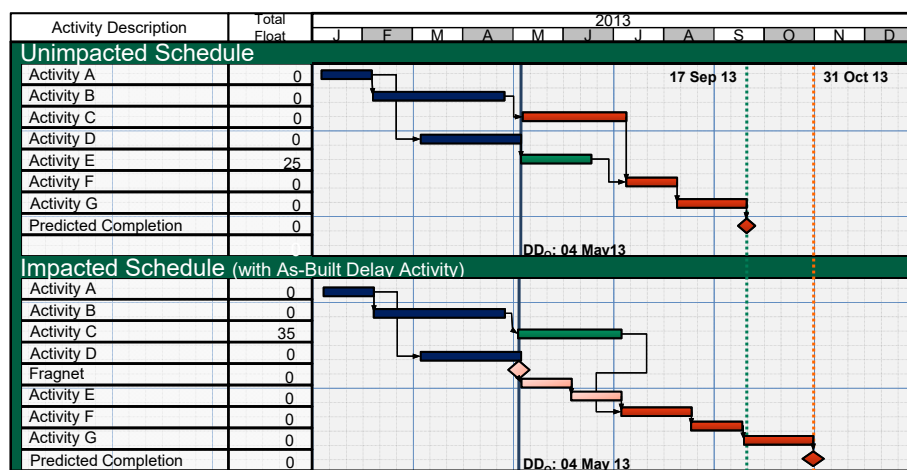 Activity Description Total Float 2013
J F M A M J J A S O N D
Unimpacted Schedule
Activity A 0 17 Sep 13 31 Oct 13
Activity B 0
Activity C 0
Activity D 0
Activity E 25
Activity F 0
Activity G 0
Predicted Completion 0
0 DD0: 04 May13
Impacted Schedule (with As-Built Delay Activity)
Activity A 0
Activity B 0
Activity C 35
Activity D 0
Fragnet 0
Activity E 0
Activity F 0
Activity G 0
Predicted Completion 0 DD0: 04 May 13